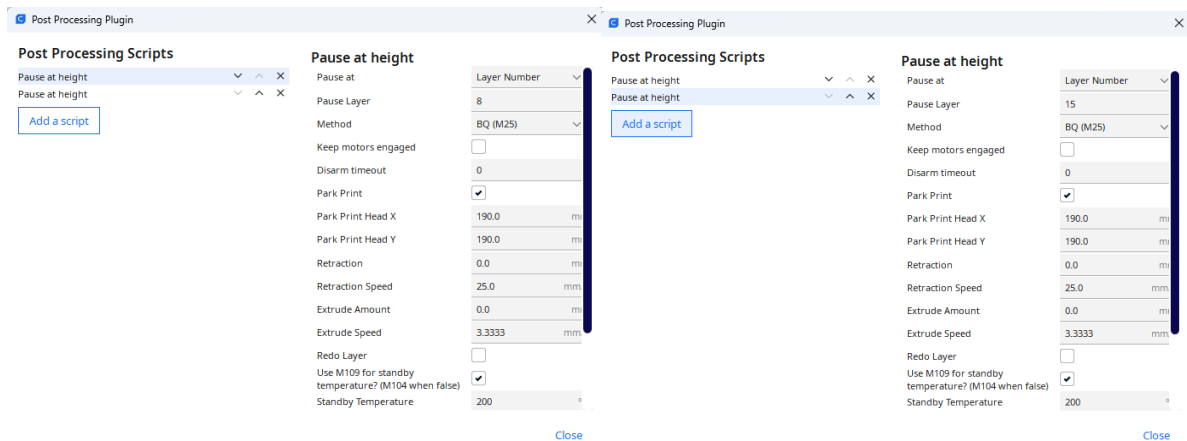 Post Processing Plugin
Post Processing Scripts
Pause at height
Pause at height
Add a script
Pause at height
Pause at Layer Number
Pause Layer 8
Method BQ (M25)
Keep motors engaged
Disarm timeout 0
Park Print
Park Print Head X 190.0
Park Print Head Y 190.0
Retraction 0.0
Retraction Speed 25.0 mm
Extrude Amount 0.0
Extrude Speed 3.3333 mm
Redo Layer
Use M109 for standby
temperature? (M104 when false)
Standby Temperature 200 °
Close
Post Processing Plugin
Post Processing Scripts
Pause at height
Pause at height
Add a script
Pause at height
Pause at Layer Number
Pause Layer 15
Method BQ (M25)
Keep motors engaged
Disarm timeout 0
Park Print
Park Print Head X 190.0
Park Print Head Y 190.0
Retraction 0.0
Retraction Speed 25.0 mm
Extrude Amount 0.0
Extrude Speed 3.3333 mm
Redo Layer
Use M109 for standby
temperature? (M104 when false)
Standby Temperature 200 °
Close